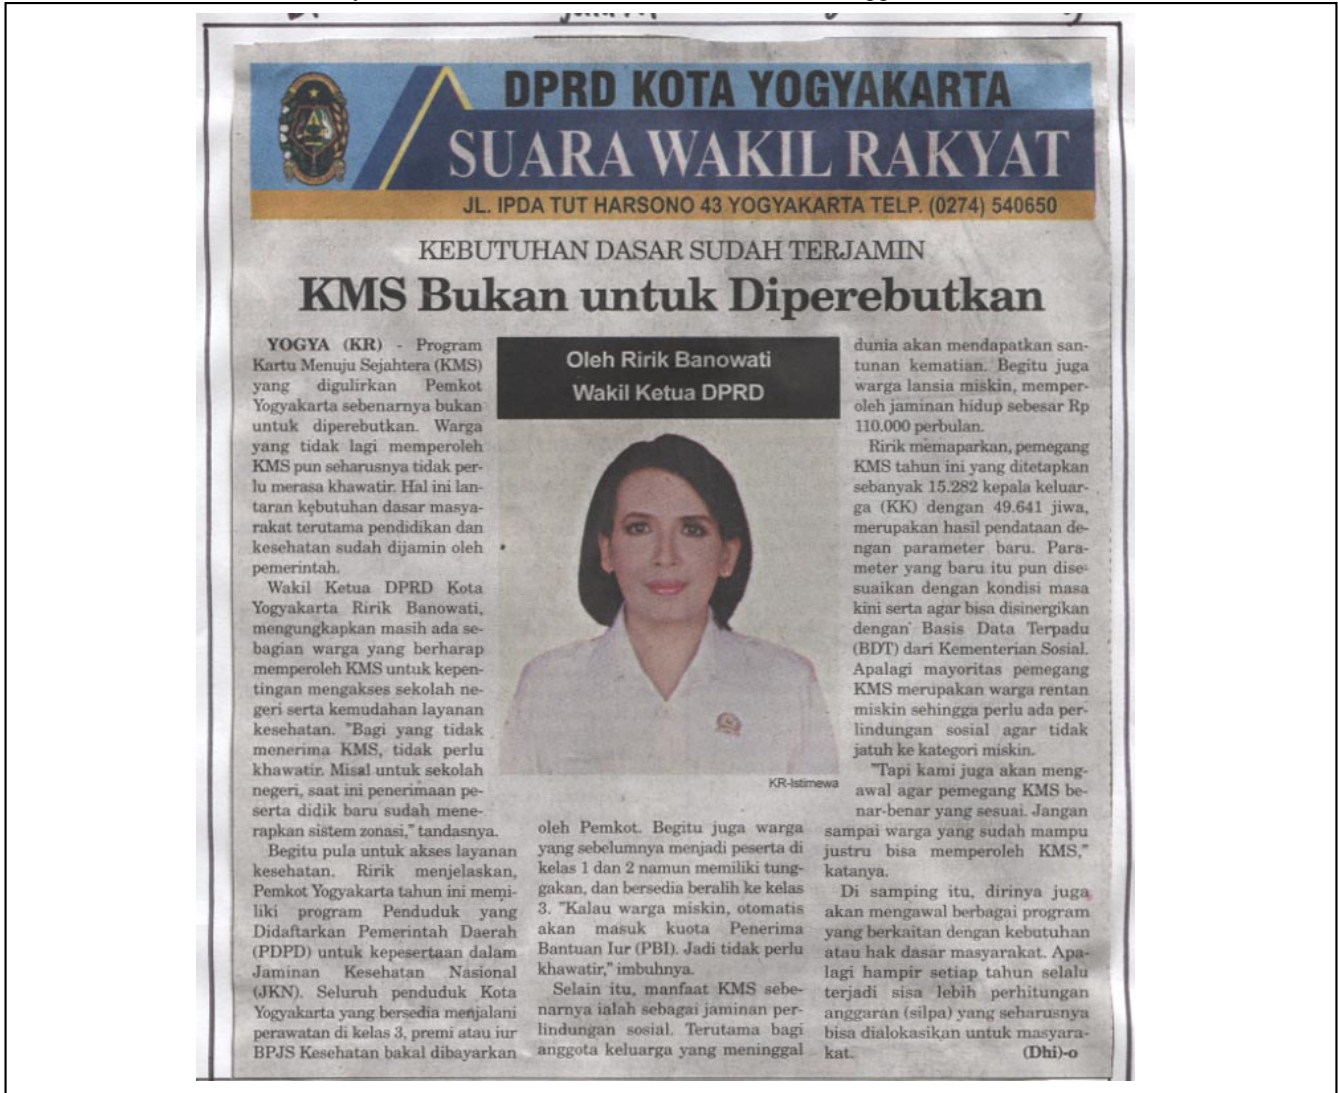 DPRD KOTA YOGYAKARTA
SUARA WAKIL RAKYAT
JL. IPDA TUT HARSONO 43 YOGYAKARTA TELP. (0274) 540650
KEBUTUHAN DASAR SUDAH TERJAMIN
KMS Bukan untuk Diperebutkan
YOGYA (KR) - Program
Kartu Menuju Sejahtera (KMS)
yang digulirkan Pemkot
Yogyakarta sebenarnya bukan
untuk diperebutkan. Warga
yang tidak lagi memperoleh
KMS pun seharusnya tidak per-
lu merasa khawatir. Hal ini lan-
taran kebutuhan dasar masya-
rakat terutama pendidikan dan
kesehatan sudah dijamin oleh
pemerintah.
Wakil Ketua DPRD Kota
Yogyakarta Ririk Banowati,
mengungkapkan masih ada se-
bagian warga yang berharap
memperoleh KMS untuk kepen-
tingan mengakses sekolah ne-
geri serta kemudahan layanan
kesehatan. "Bagi yang tidak
menerima KMS, tidak perlu
khawatir. Misal untuk sekolah
negeri, saat ini penerimaan pe-
serta didik baru sudah mene-
rapkan sistem zonasi," tandasnya.
Begitu pula untuk akses layanan
kesehatan. Ririk menjelaskan,
Pemkot Yogyakarta tahun ini memi-
liki program Penduduk yang
Didaftarkan Pemerintah Daerah
(PDPD) untuk kepesertaan dalam
Jaminan Kesehatan Nasional
(JKN). Seluruh penduduk Kota
Yogyakarta yang bersedia menjalani
perawatan di kelas 3, premi atau iur
BPJS Kesehatan bakal dibayarkan
Oleh Ririk Banowati
Wakil Ketua DPRD
KR-Istimewa
oleh Pemkot. Begitu juga warga
yang sebelumnya menjadi peserta di
kelas 1 dan 2 namun memiliki tung-
gakan, dan bersedia beralih ke kelas
3. "Kalau warga miskin, otomatis
akan masuk kuota Penerima
Bantuan Iur (PBI). Jadi tidak perlu
khawatir," imbuhnya.
Selain itu, manfaat KMS sebe-
narnya ialah sebagai jaminan per-
lindungan sosial. Terutama bagi
anggota keluarga yang meninggal
dunia akan mendapatkan san-
tunan kematian. Begitu juga
warga lansia miskin, memper-
oleh jaminan hidup sebesar Rp
110.000 perbulan.
Ririk memaparkan, pemegang
KMS tahun ini yang ditetapkan
sebanyak 15.282 kepala keluar-
ga (KK) dengan 49.641 jiwa,
merupakan hasil pendataan de-
ngan parameter baru. Para-
meter yang baru itu pun dise-
suaikan dengan kondisi masa
kini serta agar bisa disinergikan
dengan Basis Data Terpadu
(BDT) dari Kementerian Sosial.
Apalagi mayoritas pemegang
KMS merupakan warga rentan
miskin sehingga perlu ada per-
lindungan sosial agar tidak
jatuh ke kategori miskin.
"Tapi kami juga akan meng-
awal agar pemegang KMS be-
nar-benar yang sesuai. Jangan
sampai warga yang sudah mampu
justru bisa memperoleh KMS,"
katanya.
Di samping itu, dirinya juga
akan mengawal berbagai program
yang berkaitan dengan kebutuhan
atau hak dasar masyarakat. Apa-
lagi hampir setiap tahun selalu
terjadi sisa lebih perhitungan
anggaran (silpa) yang seharusnya
bisa dialokasikan untuk masyara-
kat. (Dhi)-o